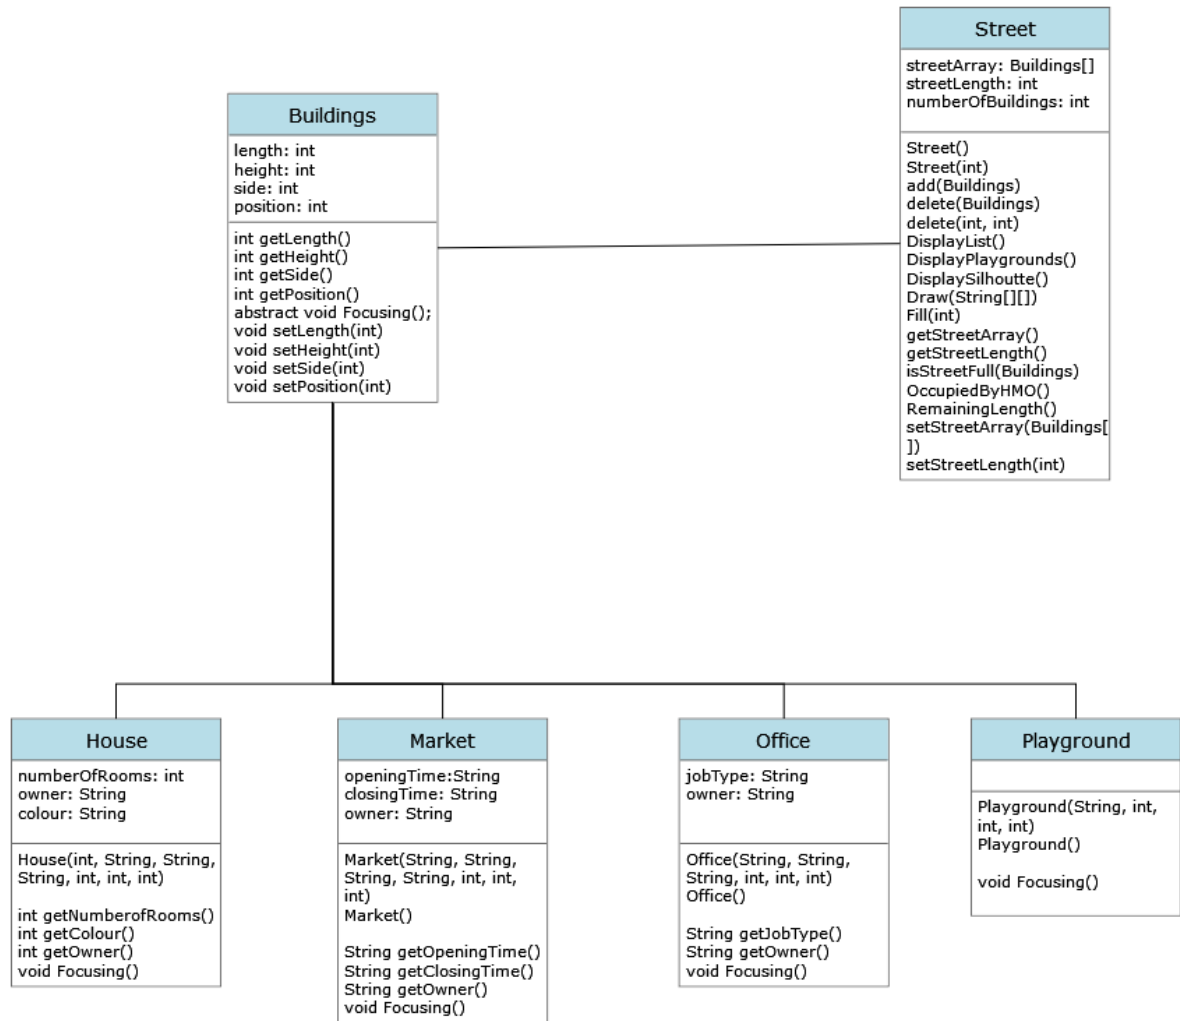 Street
streetArray: Buildings[]
streetLength: int
numberOfBuildings: int
Street()
Street(int)
add(Buildings)
delete(Buildings)
delete(int, int)
DisplayList()
DisplayPlaygrounds()
DisplaySilhoutte()
Draw(String[][])
Fill(int)
getStreetArray()
getStreetLength()
isStreetFull(Buildings)
OccupiedByHMO()
RemainingLength()
setStreetArray(Buildings[
])
setStreetLength(int)
Buildings
length: int
height: int
side: int
position: int
int getLength()
int getHeight()
int getSide()
int getPosition()
abstract void Focusing();
void setLength(int)
void setHeight(int)
void setSide(int)
void setPosition(int)
House
numberOfRooms: int
owner: String
colour: String
House(int, String, String,
String, int, int, int)
int getNumberofRooms()
int getColour()
int getOwner()
void Focusing()
Market
openingTime:String
closingTime: String
owner: String
Market(String, String,
String, String, int, int,
int)
Market()
String getOpeningTime()
String getClosingTime()
String getOwner()
void Focusing()
Office
jobType: String
owner: String
Office(String, String,
String, int, int, int)
Office()
String getJobType()
String getOwner()
void Focusing()
Playground
Playground(String, int,
int, int)
Playground()
void Focusing()